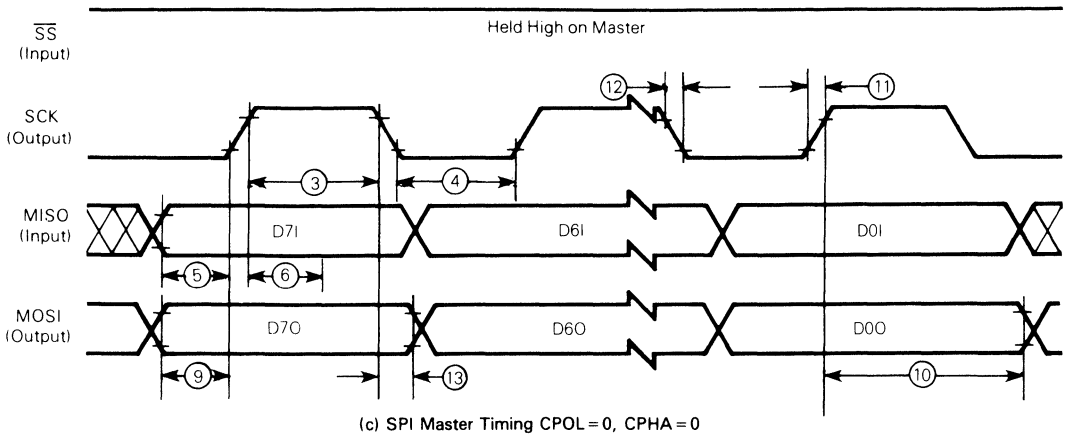 SS
(Input)
Held High on Master
12
11
SCK
(Output)
3
4
MISO
(Input)
D7I
D6I
D0I
5
6
MOSI
(Output)
D7O
D6O
D0O
9
13
10
(c) SPI Master Timing CPOL = 0, CPHA = 0